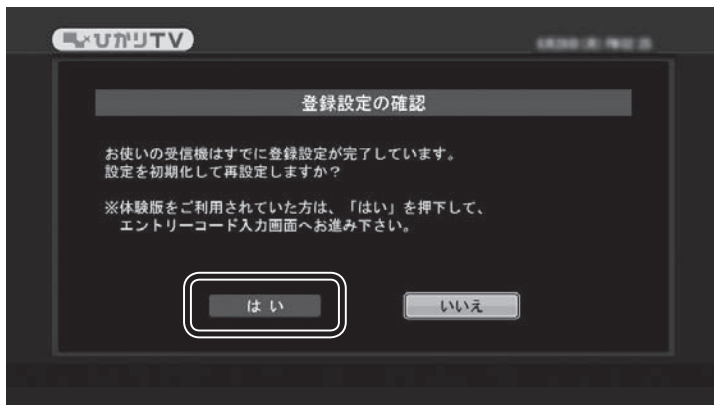 ひかりTV
登録設定の確認
お使いの受信機はすでに登録設定が完了しています。
設定を初期化して再設定しますか？
※体験版をご利用されていた方は、「はい」を押下して、
エントリーコード入力画面へお進み下さい。
はい
いいえ